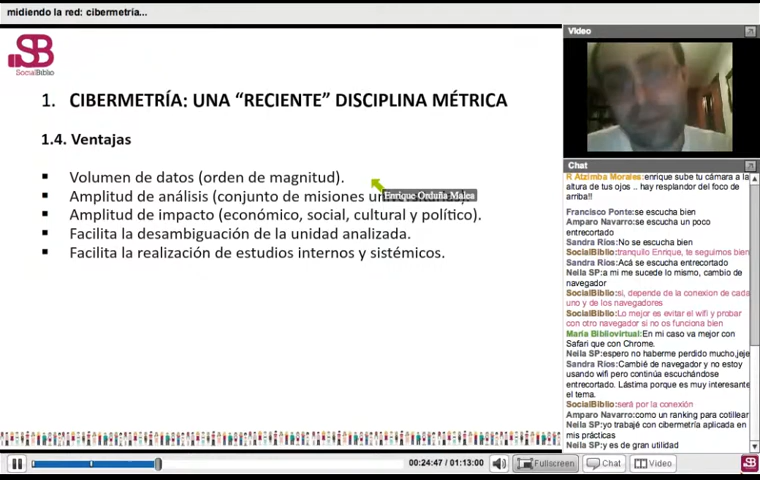 midiendo la red: cibermetría...
SB
SocialBiblio
1. CIBERMETRÍA: UNA “RECIENTE” DISCIPLINA MÉTRICA
1.4. Ventajas
Volumen de datos (orden de magnitud).
Amplitud de análisis (conjunto de misiones
Enrique Orduña Malea
Amplitud de impacto (económico, social, cultural y político).
Facilita la desambiguación de la unidad analizada.
Facilita la realización de estudios internos y sistémicos.
Video
Chat
R Atzimba Morales:enrique sube tu cámara a la
altura de tus ojos .. hay resplandor del foco de
arriba!!
Francisco Ponte:se escucha bien
Amparo Navarro:se escucha un poco
entrecortado
Sandra Rios:No se escucha bien
SocialBiblio:tranquilo Enrique, te seguimos bien
Sandra Rios:Acá se escucha entrecortado
Neila SP:a mi me sucede lo mismo, cambio de
navegador
SocialBiblio:si, depende de la conexion de cada
uno y de los navegadores
SocialBiblio:Lo mejor es evitar el wifi y probar
con otro navegador si no os funciona bien
María Bibliovirtual:En mi caso va mejor con
Safari que con Chrome.
Neila SP:espero no haberme perdido mucho,jeje
Sandra Rios:Cambié de navegador y no estoy
usando wifi pero continúa escuchándose
entrecortado. Lástima porque es muy interesante
el tema.
SocialBiblio:será por la conexión
Amparo Navarro:como un ranking para cotillear
Neila SP:yo trabajé con cibermetría aplicada en
mis prácticas
Neila SP:y es de gran utilidad
00:24:47 / 01:13:00
Fullscreen
Chat
Video
SB